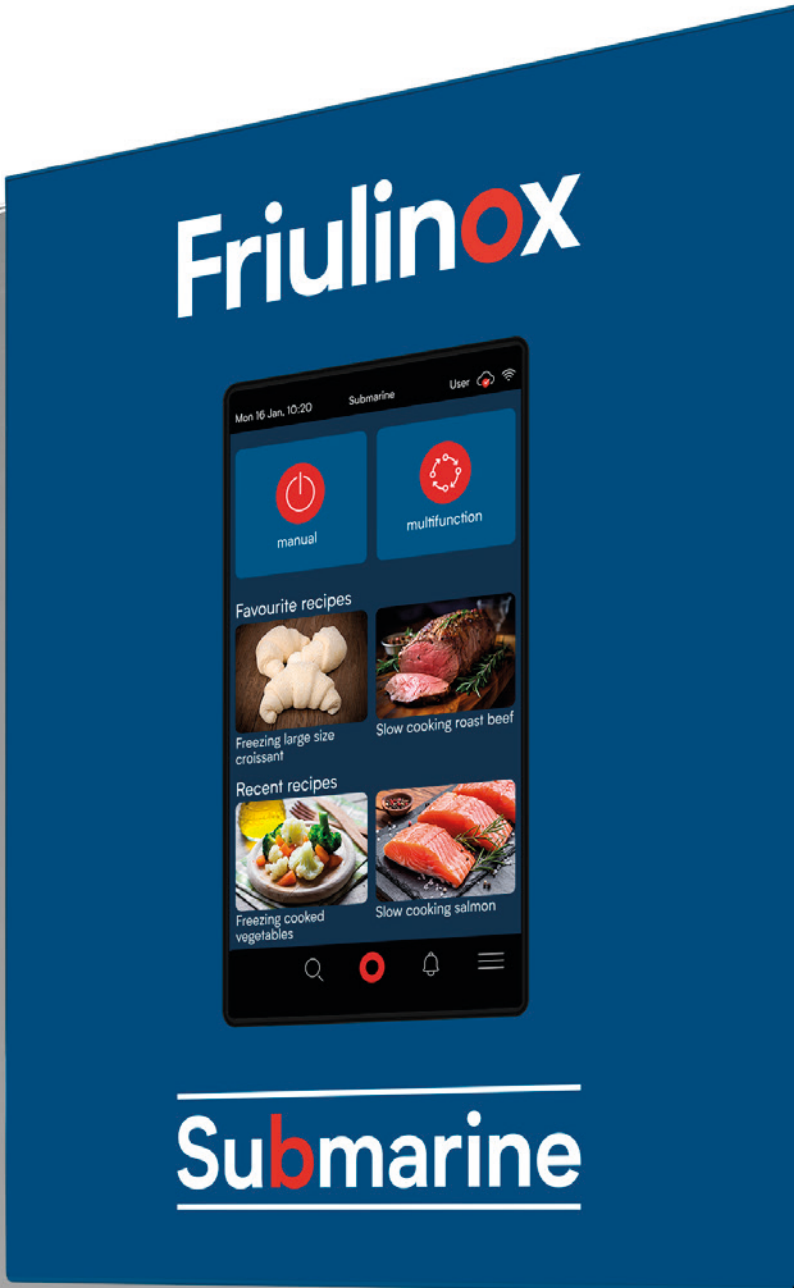 Friulinox
Mon 16 Jan, 10:20 Submarine User
manual multifunction
Favourite recipes
Freezing large size
croissant
Slow cooking roast beef
Recent recipes
Freezing cooked
vegetables
Slow cooking salmon
Submarine